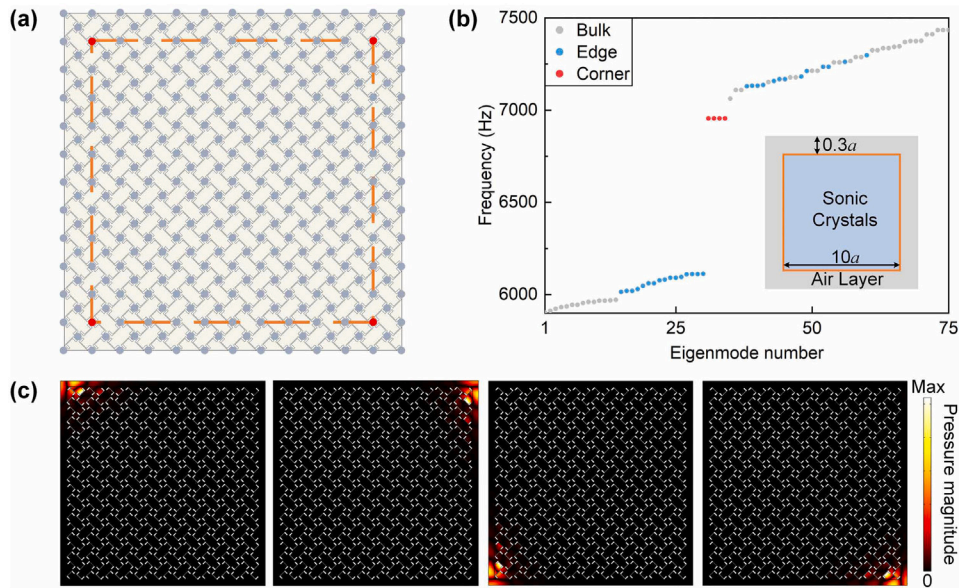 (a)
(b)
7500
7000
6500
6000
Frequency (Hz)
Bulk
Edge
Corner
0.3a
Sonic
Crystals
10a
Air Layer
1
25
50
75
Eigenmode number
(c)
Max
Pressure magnitude
0